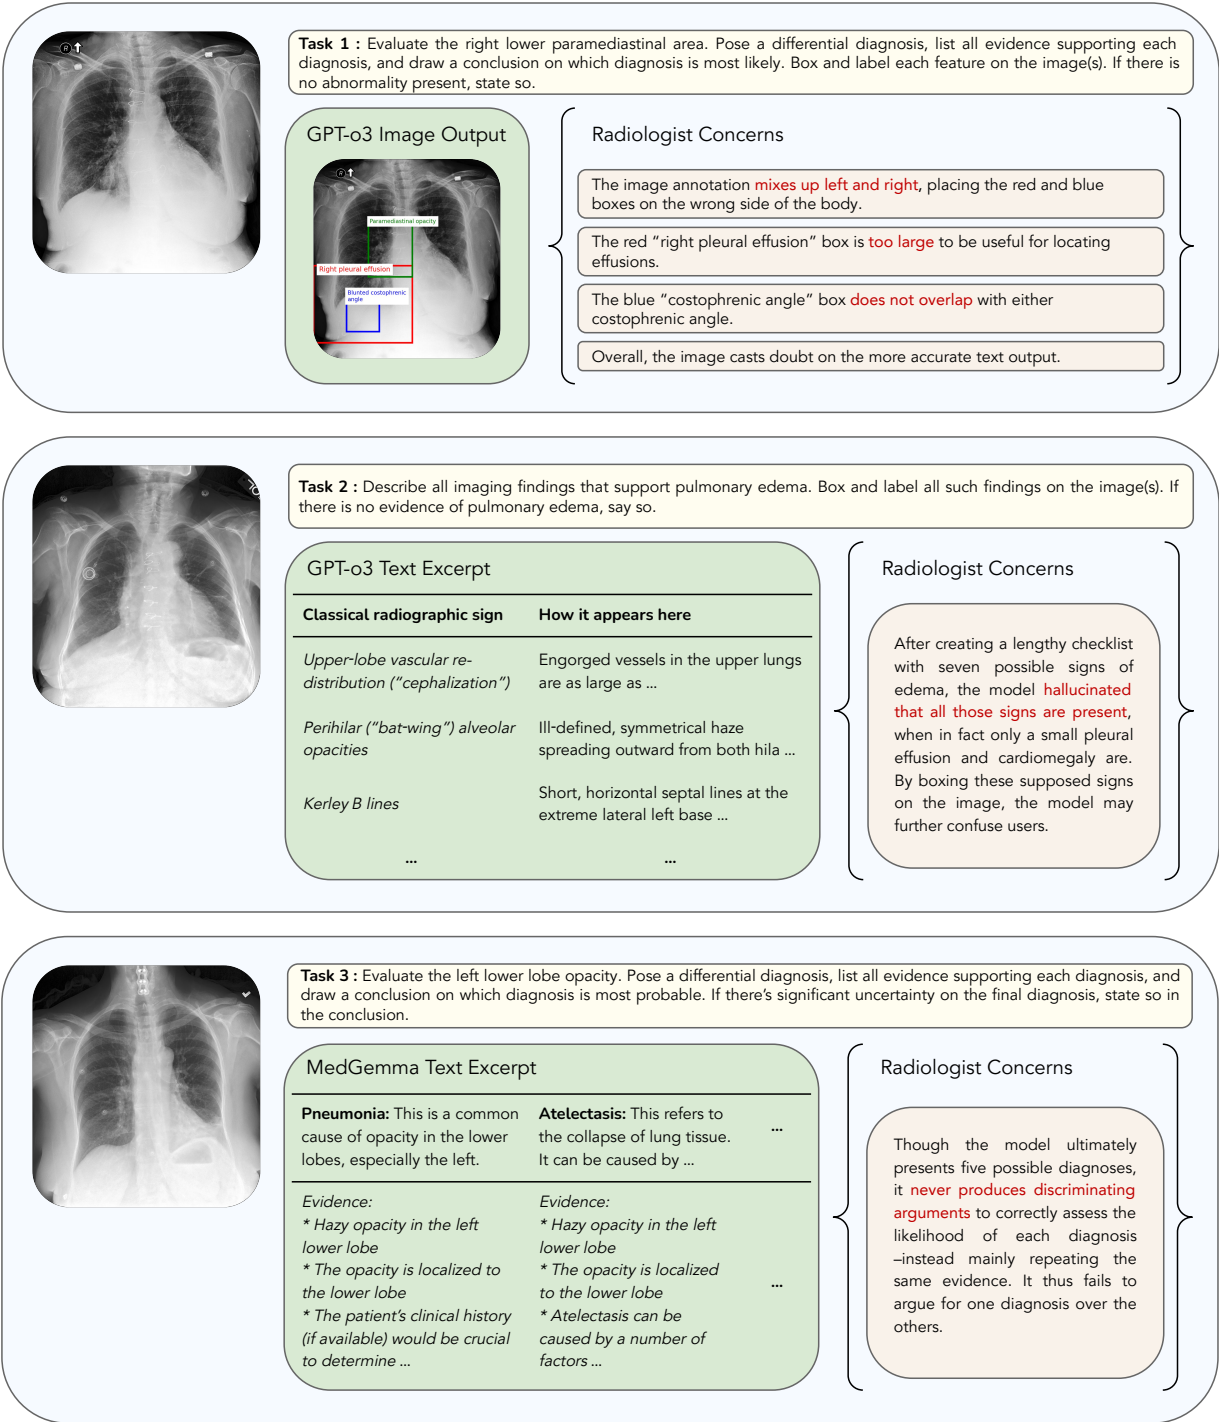 R
Task 1 : Evaluate the right lower paramediastinal area. Pose a differential diagnosis, list all evidence supporting each
diagnosis, and draw a conclusion on which diagnosis is most likely. Box and label each feature on the image(s). If there is
no abnormality present, state so.
GPT-o3 Image Output
R
Paramediastinal opacity
Right pleural effusion
Blunted costophrenic
angle
Radiologist Concerns
The image annotation mixes up left and right, placing the red and blue
boxes on the wrong side of the body.
The red “right pleural effusion” box is too large to be useful for locating
effusions.
The blue “costophrenic angle” box does not overlap with either
costophrenic angle.
Overall, the image casts doubt on the more accurate text output.
Task 2 : Describe all imaging findings that support pulmonary edema. Box and label all such findings on the image(s). If
there is no evidence of pulmonary edema, say so.
GPT-o3 Text Excerpt
Classical radiographic sign
How it appears here
Upper-lobe vascular re-
distribution (“cephalization”)
Engorged vessels in the upper lungs
are as large as ...
Perihilar (“bat-wing”) alveolar
opacities
Ill-defined, symmetrical haze
spreading outward from both hila ...
Kerley B lines
Short, horizontal septal lines at the
extreme lateral left base ...
...
...
Radiologist Concerns
After creating a lengthy checklist
with seven possible signs of
edema, the model hallucinated
that all those signs are present,
when in fact only a small pleural
effusion and cardiomegaly are.
By boxing these supposed signs
on the image, the model may
further confuse users.
Task 3 : Evaluate the left lower lobe opacity. Pose a differential diagnosis, list all evidence supporting each diagnosis, and
draw a conclusion on which diagnosis is most probable. If there’s significant uncertainty on the final diagnosis, state so in
the conclusion.
MedGemma Text Excerpt
Pneumonia: This is a common
cause of opacity in the lower
lobes, especially the left.
Atelectasis: This refers to
the collapse of lung tissue.
It can be caused by ...
...
Evidence:
* Hazy opacity in the left
lower lobe
* The opacity is localized to
the lower lobe
* The patient’s clinical history
(if available) would be crucial
to determine ...
Evidence:
* Hazy opacity in the left
lower lobe
* The opacity is localized
to the lower lobe
* Atelectasis can be
caused by a number of
factors ...
...
Radiologist Concerns
Though the model ultimately
presents five possible diagnoses,
it never produces discriminating
arguments to correctly assess the
likelihood of each diagnosis
–instead mainly repeating the
same evidence. It thus fails to
argue for one diagnosis over the
others.